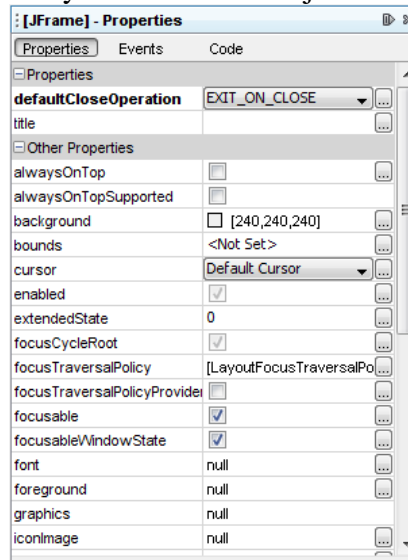 [JFrame] - Properties
Properties Events Code
Properties
defaultCloseOperation EXIT_ON_CLOSE ...
title ...
Other Properties
alwaysOnTop ...
alwaysOnTopSupported
background [240,240,240] ...
bounds <Not Set> ...
cursor Default Cursor ...
enabled ...
extendedState 0 ...
focusCycleRoot ...
focusTraversalPolicy [LayoutFocusTraversalPo ...
focusTraversalPolicyProvider ...
focusable ...
focusableWindowState ...
font null ...
foreground null ...
graphics null
iconImage null ...